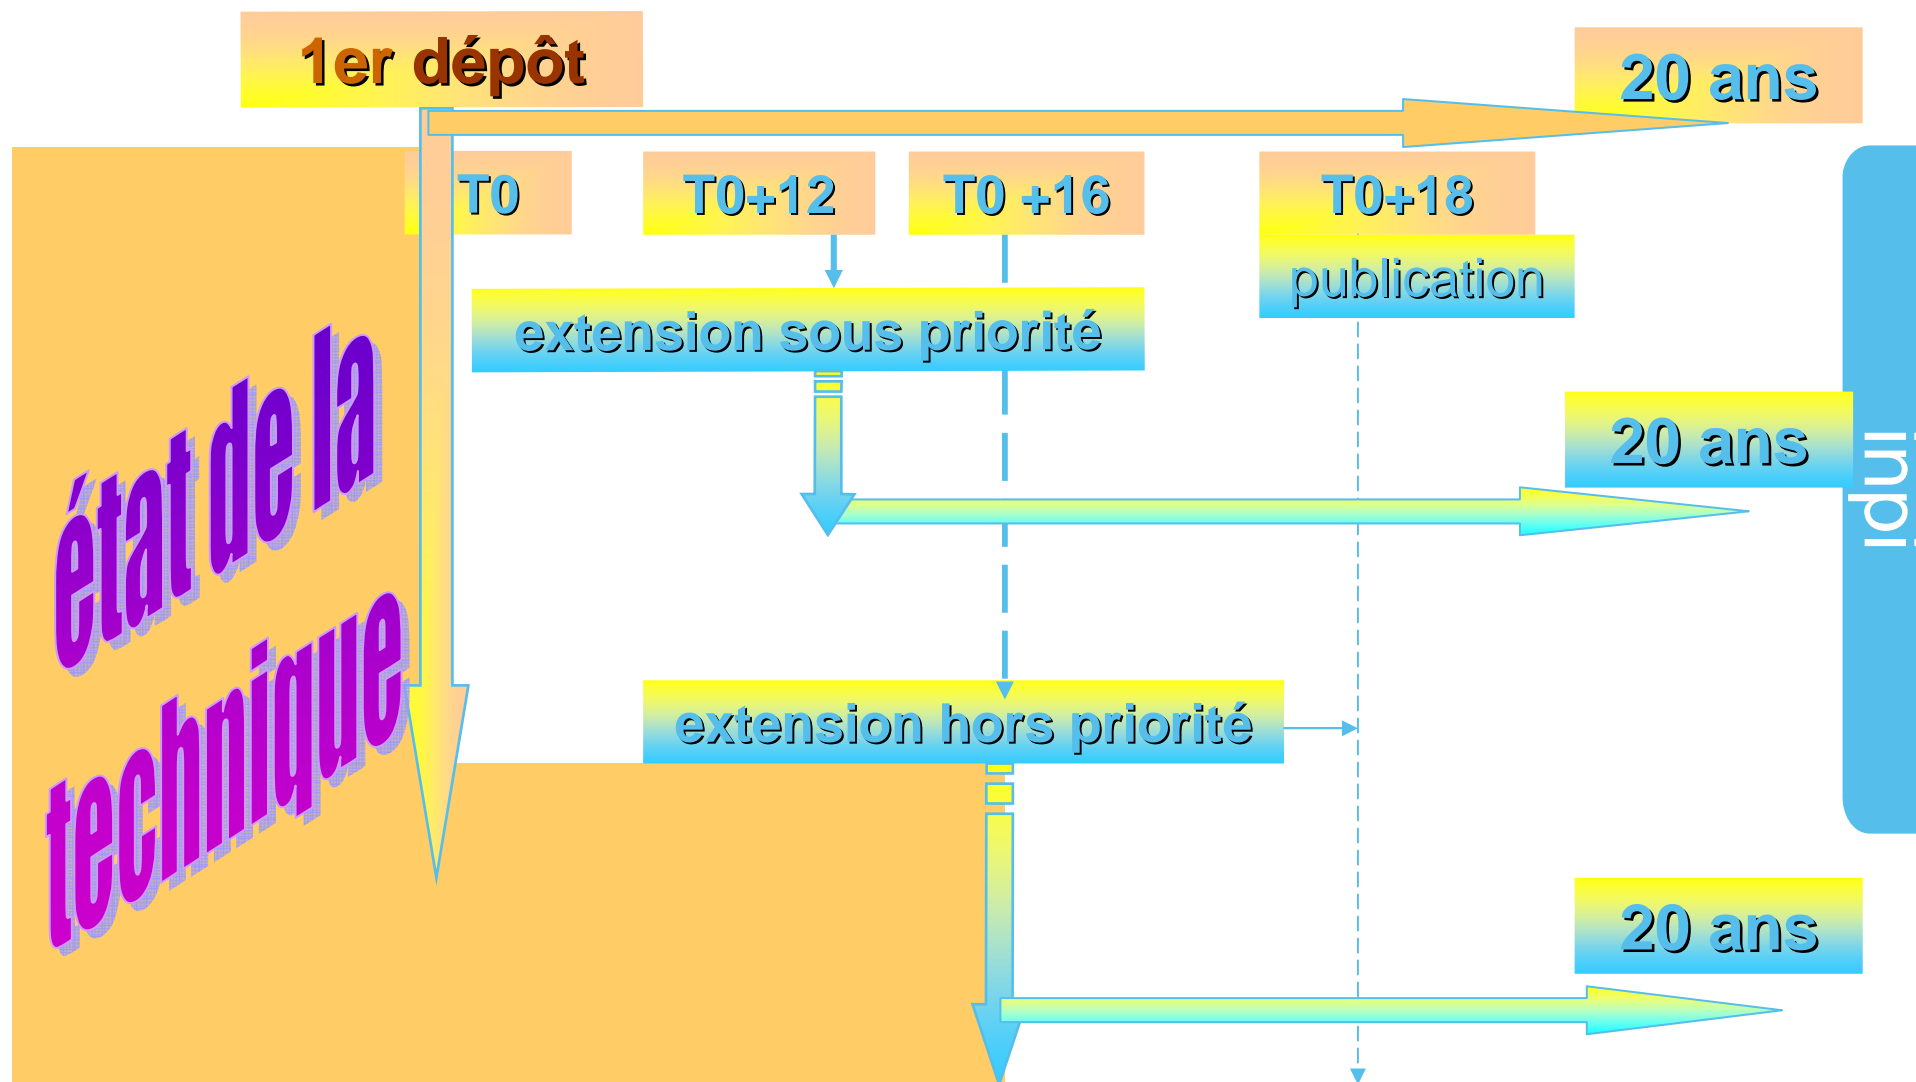 1er dépôt
20 ans
T0
T0+12
T0 +16
T0+18
publication
extension sous priorité
20 ans
inpi
état de la
technique
extension hors priorité
20 ans